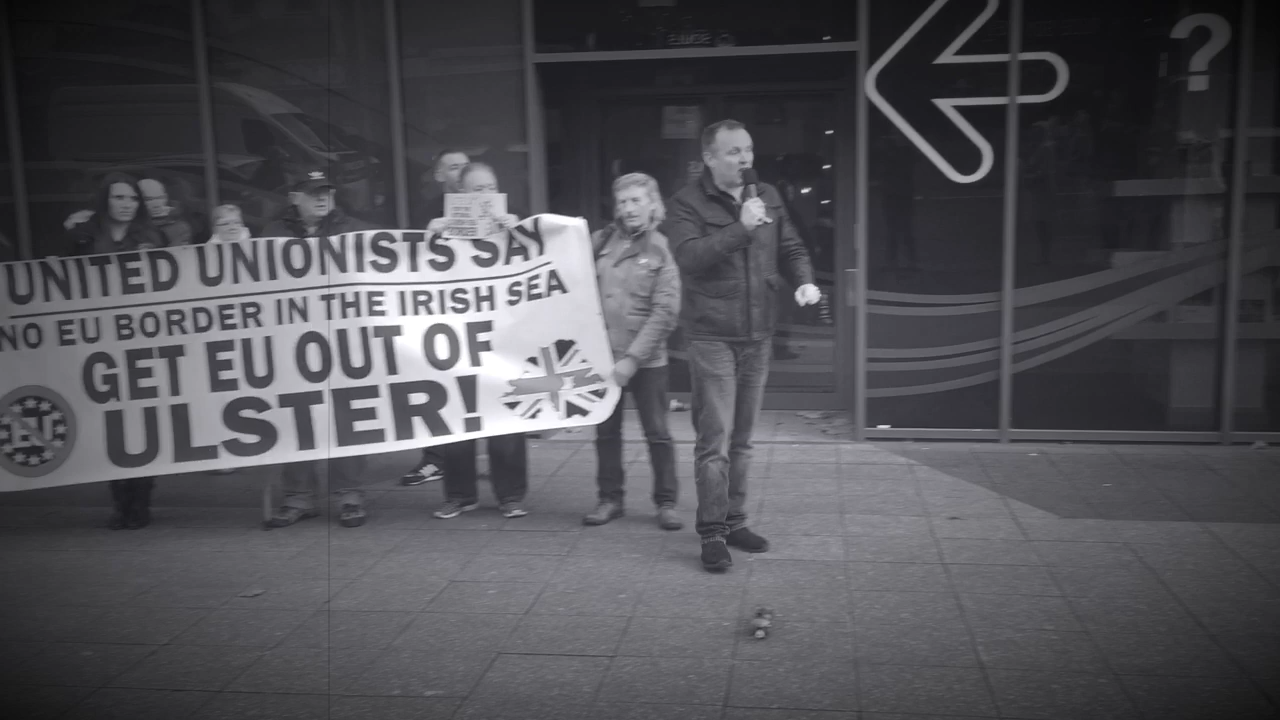 ?
UNITED UNIONISTS SAY
NO EU BORDER IN THE IRISH SEA
GET EU OUT OF
ULSTER!